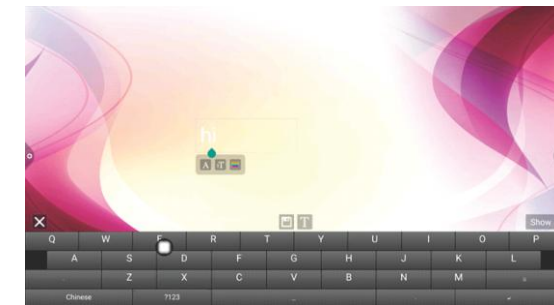 hi
A T
T
Show
Q W E R T Y U I O P
A S D F G H J K L
Z X C V B N M
Chinese ?123